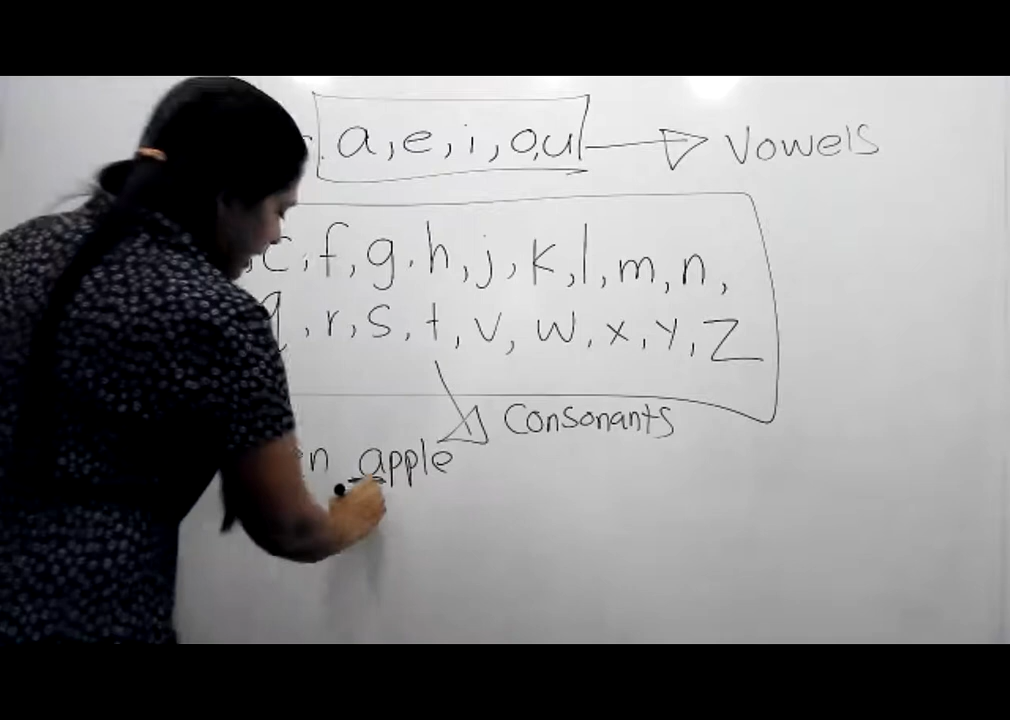 a, e, i, o, u → Vowels
c, f, g, h, j, k, l, m, n,
q, r, s, t, v, w, x, y, z
Consonants
apple